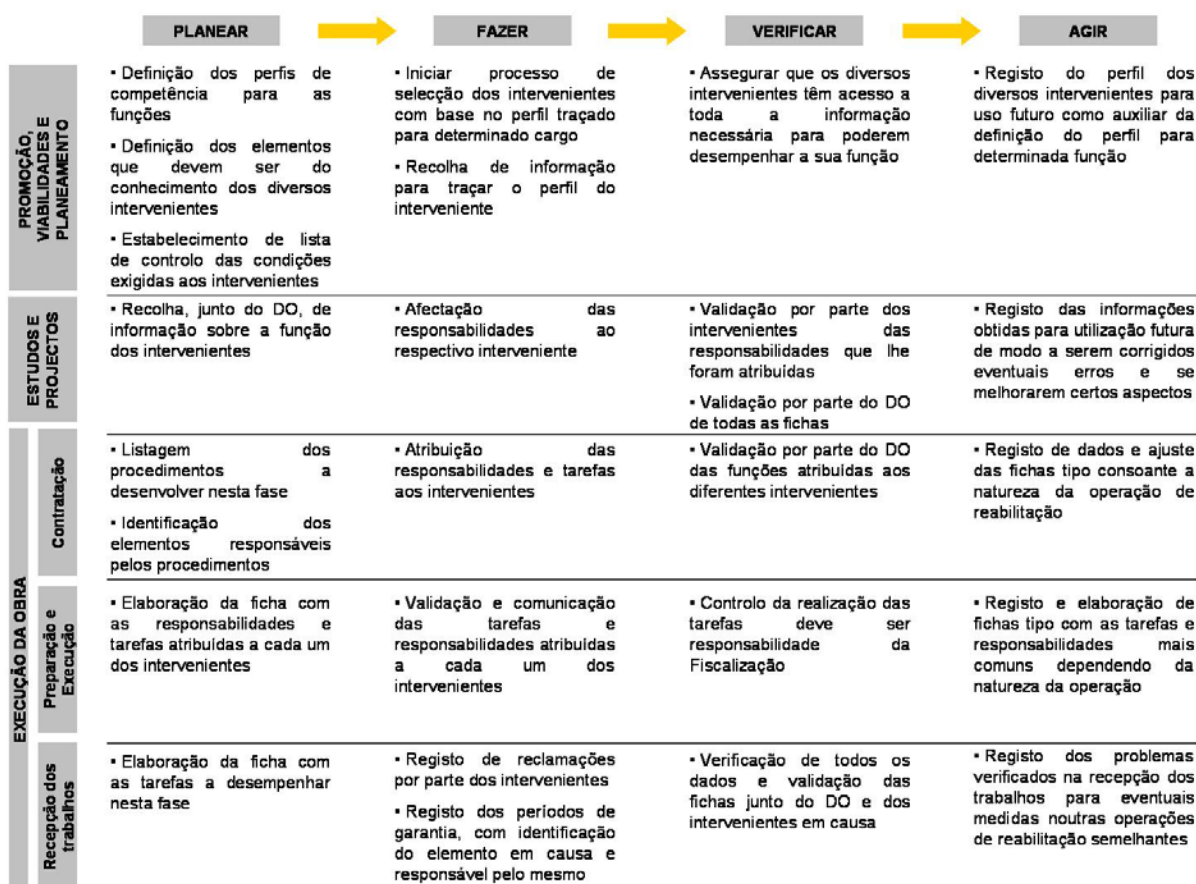 PLANEAR
FAZER
VERIFICAR
AGIR
PROMOÇÃO,
VIABILIDADES E
PLANEAMENTO
▪ Definição dos perfis de
competência para as
funções
▪ Definição dos elementos
que devem ser do
conhecimento dos diversos
intervenientes
▪ Estabelecimento de lista
de controlo das condições
exigidas aos intervenientes
▪ Iniciar processo de
selecção dos intervenientes
com base no perfil traçado
para determinado cargo
▪ Recolha de informação
para traçar o perfil do
interveniente
▪ Assegurar que os diversos
intervenientes têm acesso a
toda a informação
necessária para poderem
desempenhar a sua função
▪ Registo do perfil dos
diversos intervenientes para
uso futuro como auxiliar da
definição do perfil para
determinada função
ESTUDOS E
PROJECTOS
▪ Recolha, junto do DO, de
informação sobre a função
dos intervenientes
▪ Afectação das
responsabilidades ao
respectivo interveniente
▪ Validação por parte dos
intervenientes das
responsabilidades que lhe
foram atribuídas
▪ Validação por parte do DO
de todas as fichas
▪ Registo das informações
obtidas para utilização futura
de modo a serem corrigidos
eventuais erros e se
melhorarem certos aspectos
EXECUÇÃO DA OBRA
Contratação
▪ Listagem dos
procedimentos a
desenvolver nesta fase
▪ Identificação dos
elementos responsáveis
pelos procedimentos
▪ Atribuição das
responsabilidades e tarefas
aos intervenientes
▪ Validação por parte do DO
das funções atribuídas aos
diferentes intervenientes
▪ Registo de dados e ajuste
das fichas tipo consoante a
natureza da operação de
reabilitação
Preparação e
Execução
▪ Elaboração da ficha com
as responsabilidades e
tarefas atribuídas a cada um
dos intervenientes
▪ Validação e comunicação
das tarefas e
responsabilidades atribuídas
a cada um dos
intervenientes
▪ Controlo da realização das
tarefas deve ser
responsabilidade da
Fiscalização
▪ Registo e elaboração de
fichas tipo com as tarefas e
responsabilidades mais
comuns dependendo da
natureza da operação
Recepção dos
trabalhos
▪ Elaboração da ficha com
as tarefas a desempenhar
nesta fase
▪ Registo de reclamações
por parte dos intervenientes
▪ Registo dos períodos de
garantia, com identificação
do elemento em causa e
responsável pelo mesmo
▪ Verificação de todos os
dados e validação das
fichas junto do DO e dos
intervenientes em causa
▪ Registo dos problemas
verificados na recepção dos
trabalhos para eventuais
medidas noutras operações
de reabilitação semelhantes